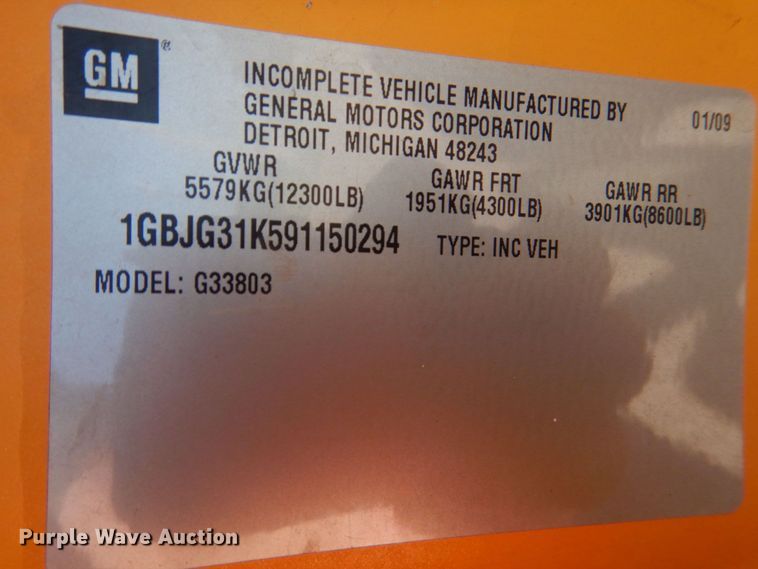 GM ®
INCOMPLETE VEHICLE MANUFACTURED BY
GENERAL MOTORS CORPORATION 01/09
DETROIT, MICHIGAN 48243
GVWR GAWR FRT GAWR RR
5579KG(12300LB) 1951KG(4300LB) 3901KG(8600LB)
1GBJG31K591150294 TYPE: INC VEH
MODEL: G33803
Purple Wave Auction